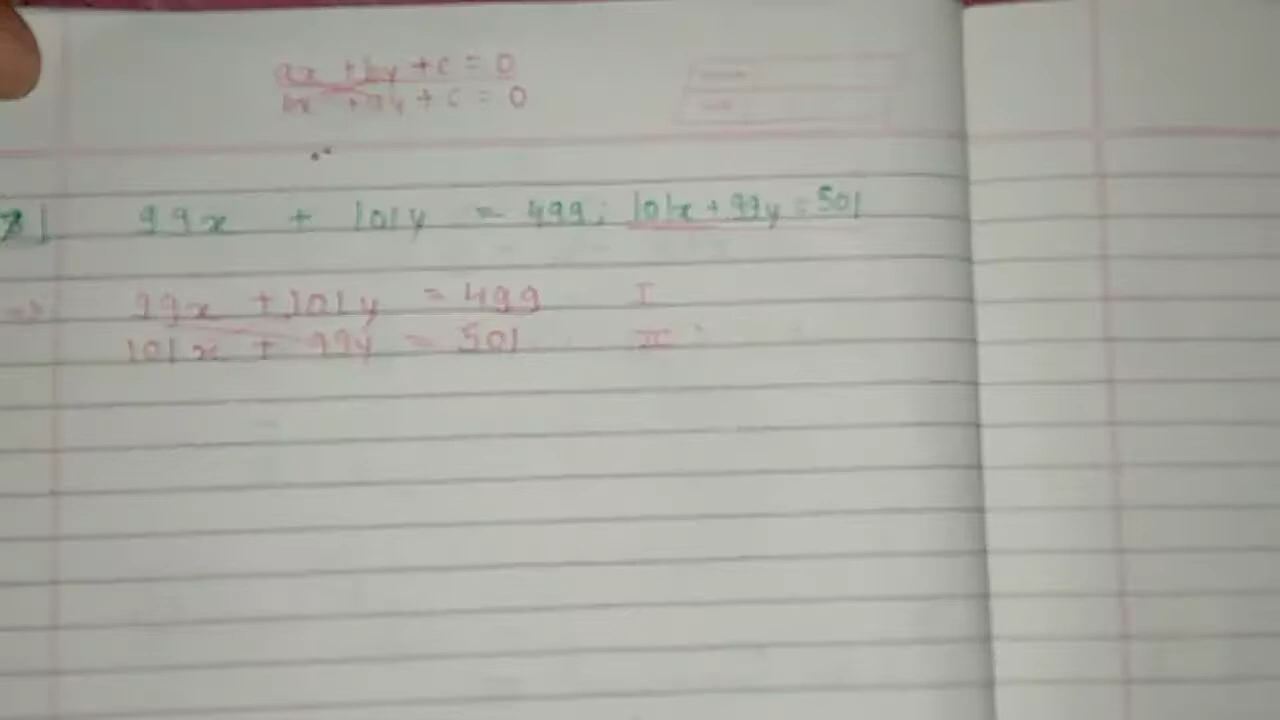 ax + by + c = 0
bx + ay + c = 0
99x + 101y = 499; 101x + 99y = 501
=> 99x + 101y = 499 I
101x + 99y = 501 II